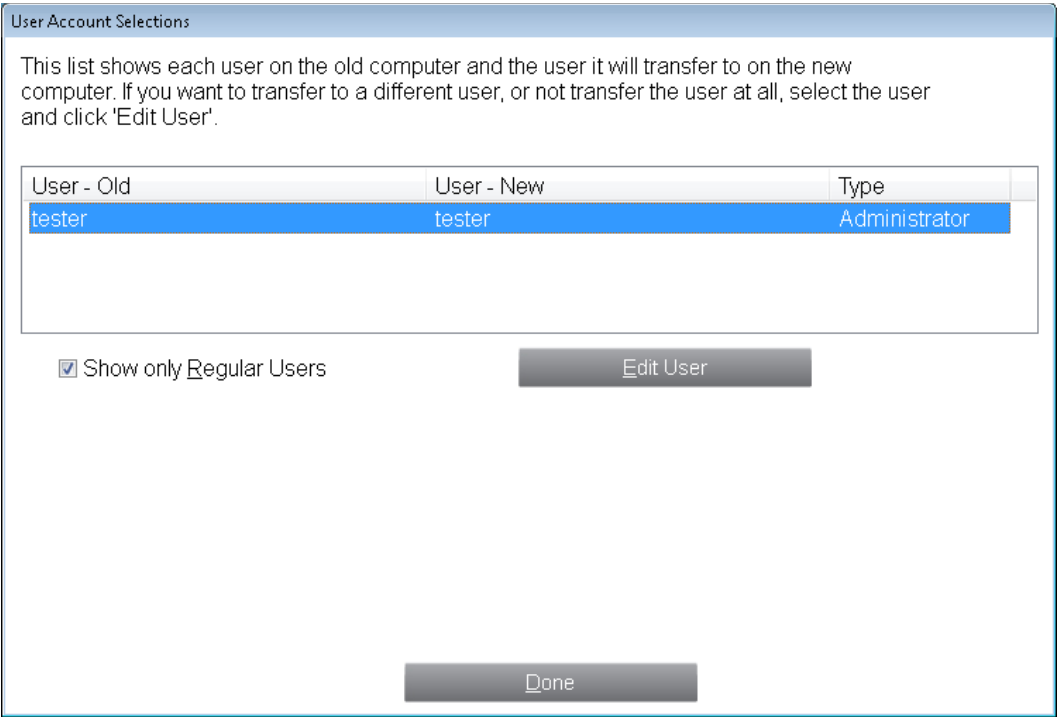 User Account Selections
This list shows each user on the old computer and the user it will transfer to on the new
computer. If you want to transfer to a different user, or not transfer the user at all, select the user
and click 'Edit User'.
User - Old User - New Type
tester tester Administrator
Show only Regular Users Edit User
Done